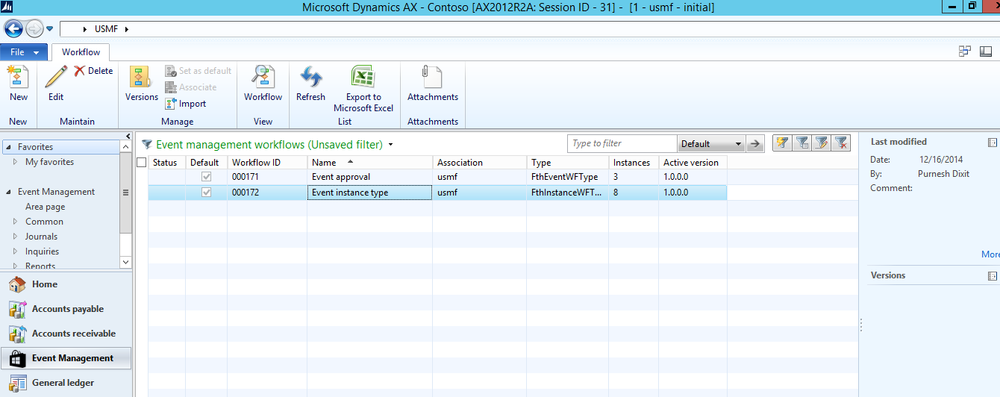 Microsoft Dynamics AX - Contoso [AX2012R2A: Session ID - 31] - [1 - usmf - initial]
USMF
File Workflow
New Edit Delete Versions Set as default Associate Import Workflow Refresh Export to Microsoft Excel Attachments
New Maintain Manage View List Attachments
Favorites
My favorites
Event Management
Area page
Common
Journals
Inquiries
Reports
Home
Accounts payable
Accounts receivable
Event Management
General ledger
Event management workflows (Unsaved filter) Type to filter Default
Status Default Workflow ID Name Association Type Instances Active version
000171 Event approval usmf FthEventWFType 3 1.0.0.0
000172 Event instance type usmf FthInstanceWFT... 8 1.0.0.0
Last modified
Date: 12/16/2014
By: Purnesh Dixit
Comment:
More
Versions